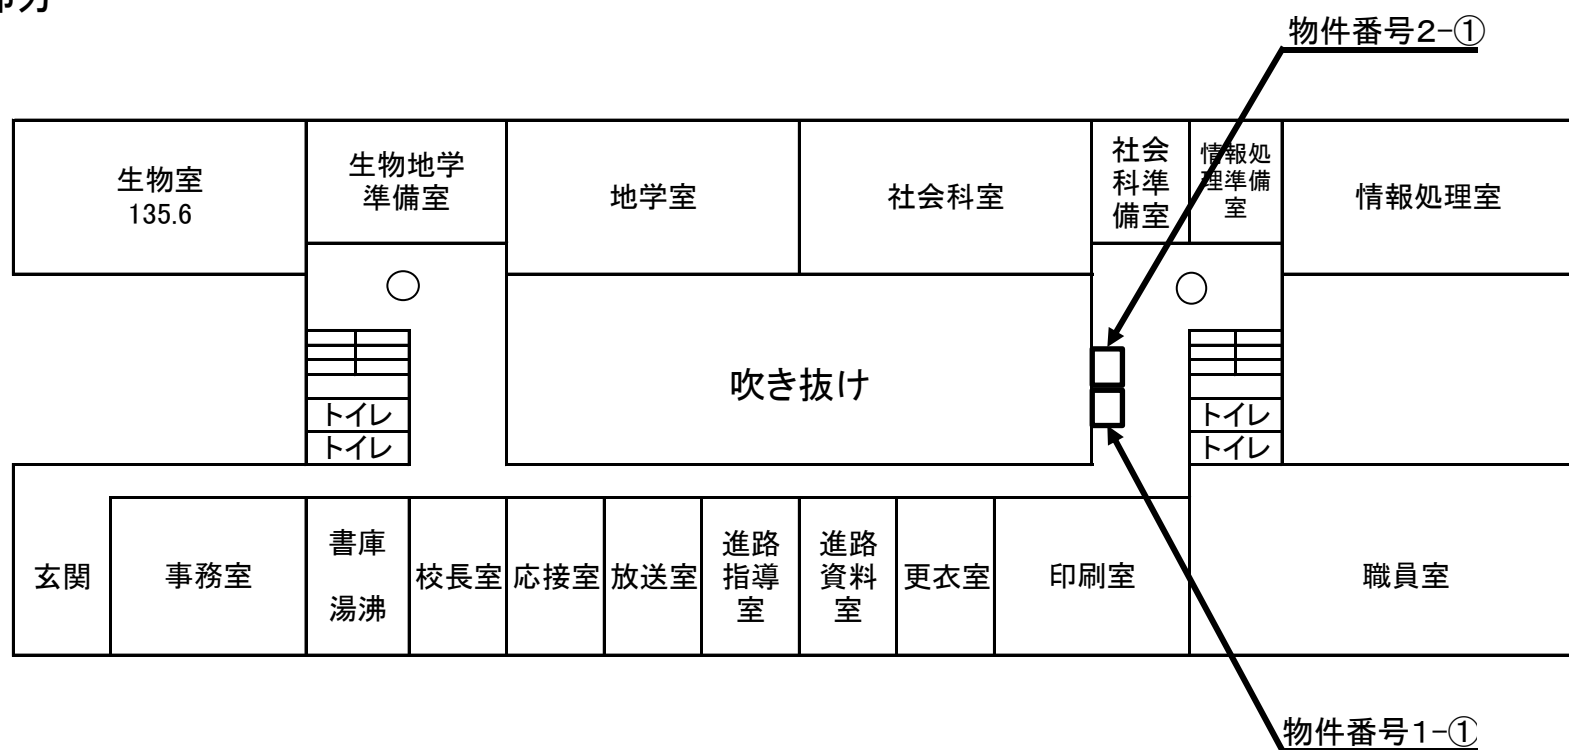 物件番号2-①
生物室
135.6
生物地学
準備室
地学室
社会科室
社会
科準
備室
情報処
理準備
室
情報処理室
吹き抜け
トイレ
トイレ
トイレ
トイレ
玄関
事務室
書庫
湯沸
校長室
応接室
放送室
進路
指導
室
進路
資料
室
更衣室
印刷室
職員室
物件番号1-①